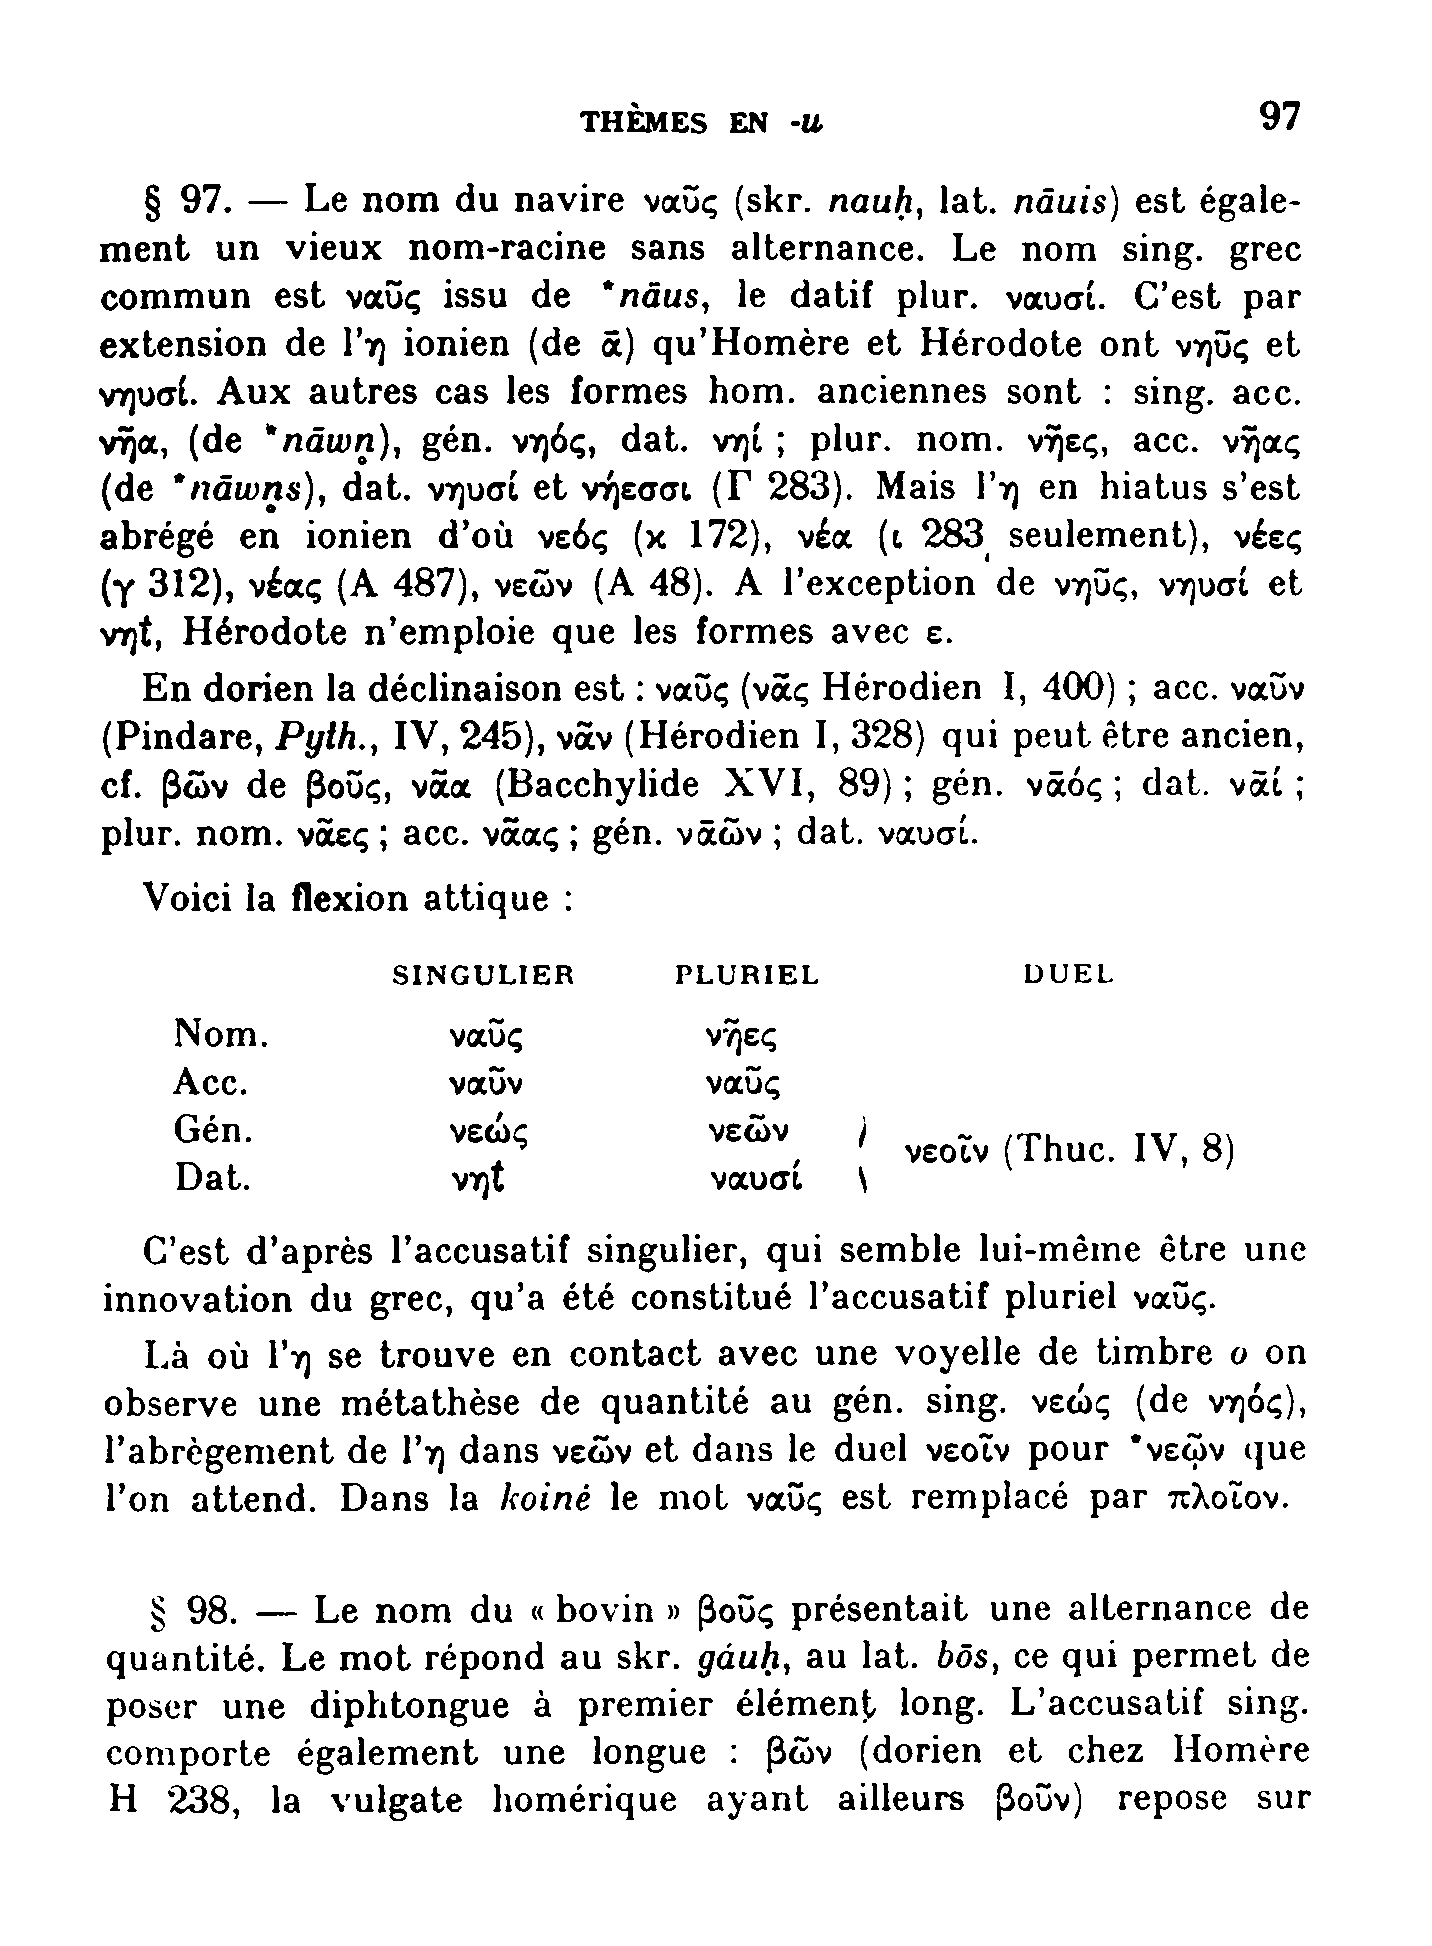 THÈMES EN -u 97
§ 97. — Le nom du navire ναῦς (skr. nauḥ, lat. nāuis) est égale-
ment un vieux nom-racine sans alternance. Le nom sing. grec
commun est ναῦς issu de *nāus, le datif plur. ναυσί. C'est par
extension de l'η ionien (de ᾱ) qu'Homère et Hérodote ont νηῦς et
νηυσί. Aux autres cas les formes hom. anciennes sont : sing. acc.
νῆα, (de *nāwn̥), gén. νηός, dat. νηί ; plur. nom. νῆες, acc. νῆας
(de *nāwn̥s), dat. νηυσί et νήεσσι (Γ 283). Mais l'η en hiatus s'est
abrégé en ionien d'où νεός (κ 172), νέα (ι 283 seulement), νέες
(γ 312), νέας (Α 487), νεῶν (Α 48). A l'exception de νηῦς, νηυσί et
νηΐ, Hérodote n'emploie que les formes avec ε.
En dorien la déclinaison est : ναῦς (νᾶς Hérodien I, 400) ; acc. ναῦν
(Pindare, Pyth., IV, 245), νᾶν (Hérodien I, 328) qui peut être ancien,
cf. βῶν de βοῦς, νᾶα (Bacchylide XVI, 89) ; gén. νᾱός ; dat. νᾱί ;
plur. nom. νᾶες ; acc. νᾶας ; gén. νᾱῶν ; dat. ναυσί.
Voici la flexion attique :
SINGULIER PLURIEL DUEL
Nom. ναῦς νῆες
Acc. ναῦν ναῦς
Gén. νεώς νεῶν
νεοῖν (Thuc. IV, 8)
Dat. νηΐ ναυσί
C'est d'après l'accusatif singulier, qui semble lui-même être une
innovation du grec, qu'a été constitué l'accusatif pluriel ναῦς.
Là où l'η se trouve en contact avec une voyelle de timbre o on
observe une métathèse de quantité au gén. sing. νεώς (de νηός),
l'abrègement de l'η dans νεῶν et dans le duel νεοῖν pour *νεῷν que
l'on attend. Dans la koiné le mot ναῦς est remplacé par πλοῖον.
§ 98. — Le nom du « bovin » βοῦς présentait une alternance de
quantité. Le mot répond au skr. gáuḥ, au lat. bōs, ce qui permet de
poser une diphtongue à premier élément long. L'accusatif sing.
comporte également une longue : βῶν (dorien et chez Homère
H 238, la vulgate homérique ayant ailleurs βοῦν) repose sur